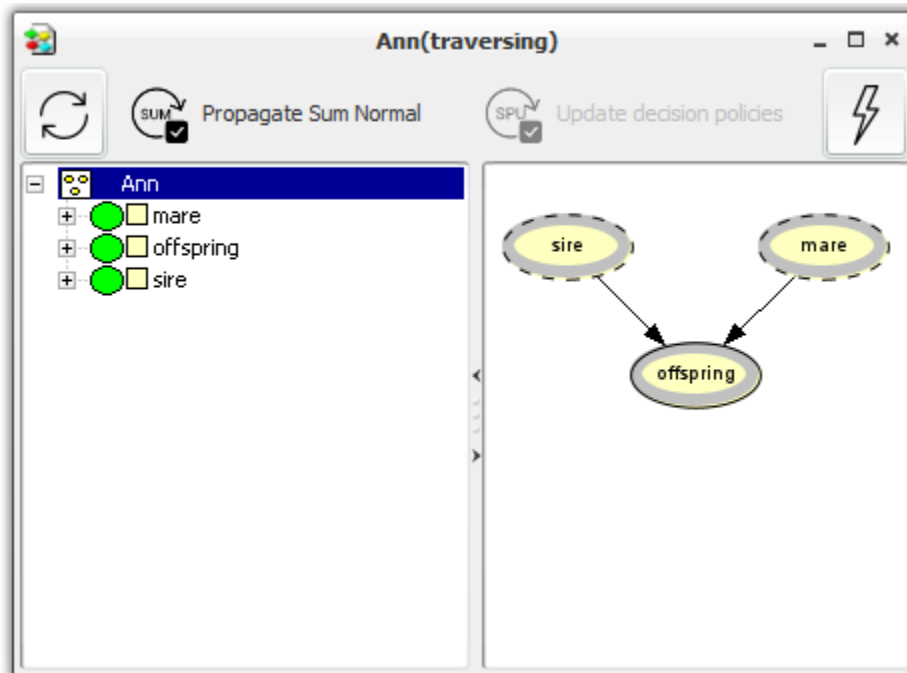 Ann(traversing)
SUM Propagate Sum Normal SPU Update decision policies
Ann
mare
offspring
sire
sire mare
offspring